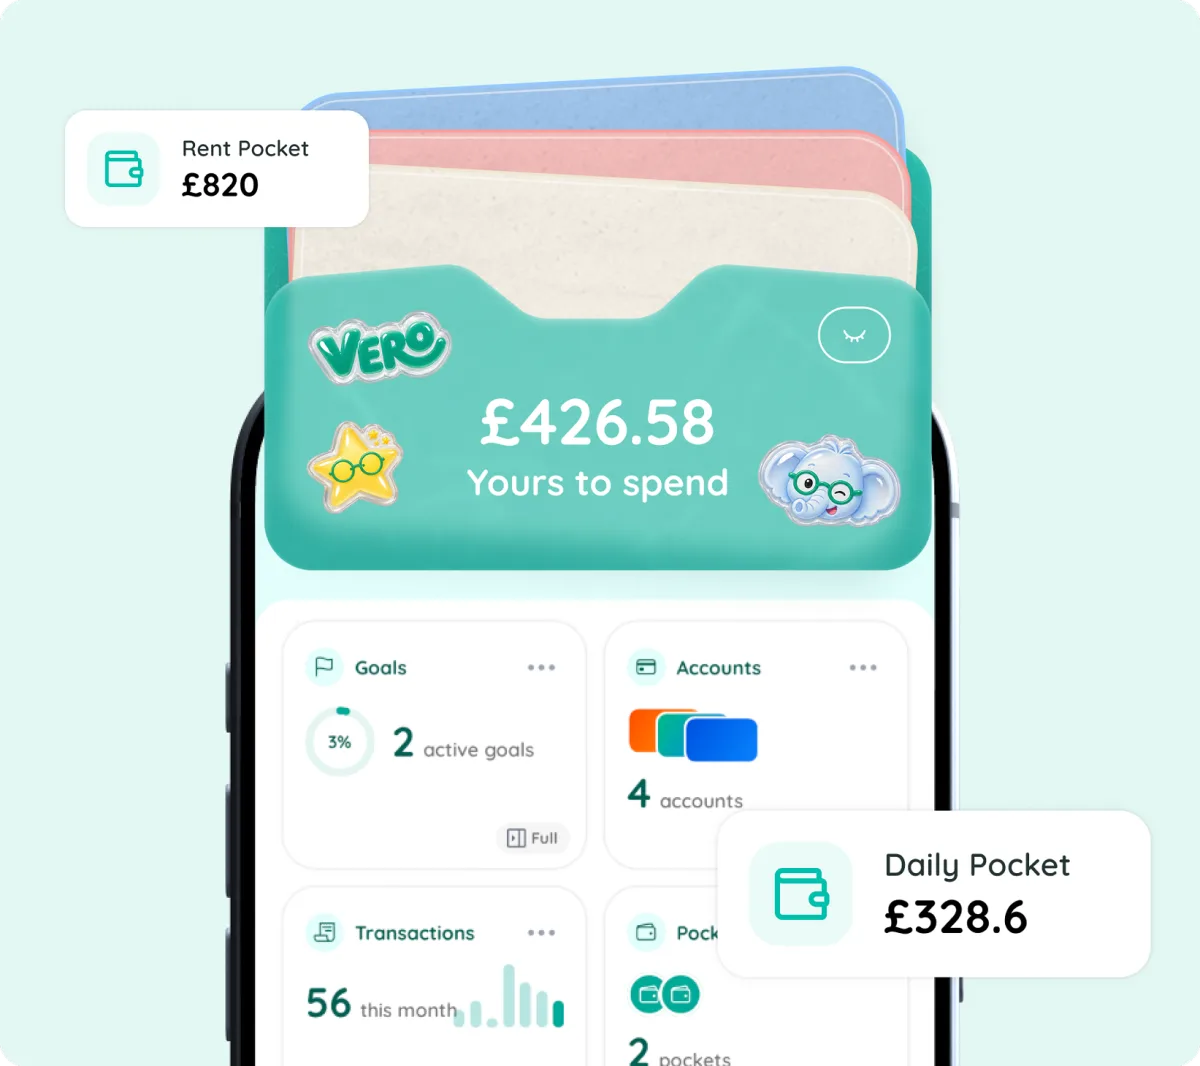 Rent Pocket
£820
VERO
£426.58
Yours to spend
Goals
3%
2 active goals
Full
Accounts
4 accounts
Daily Pocket
£328.6
Transactions
56 this month
Pock
2 pockets